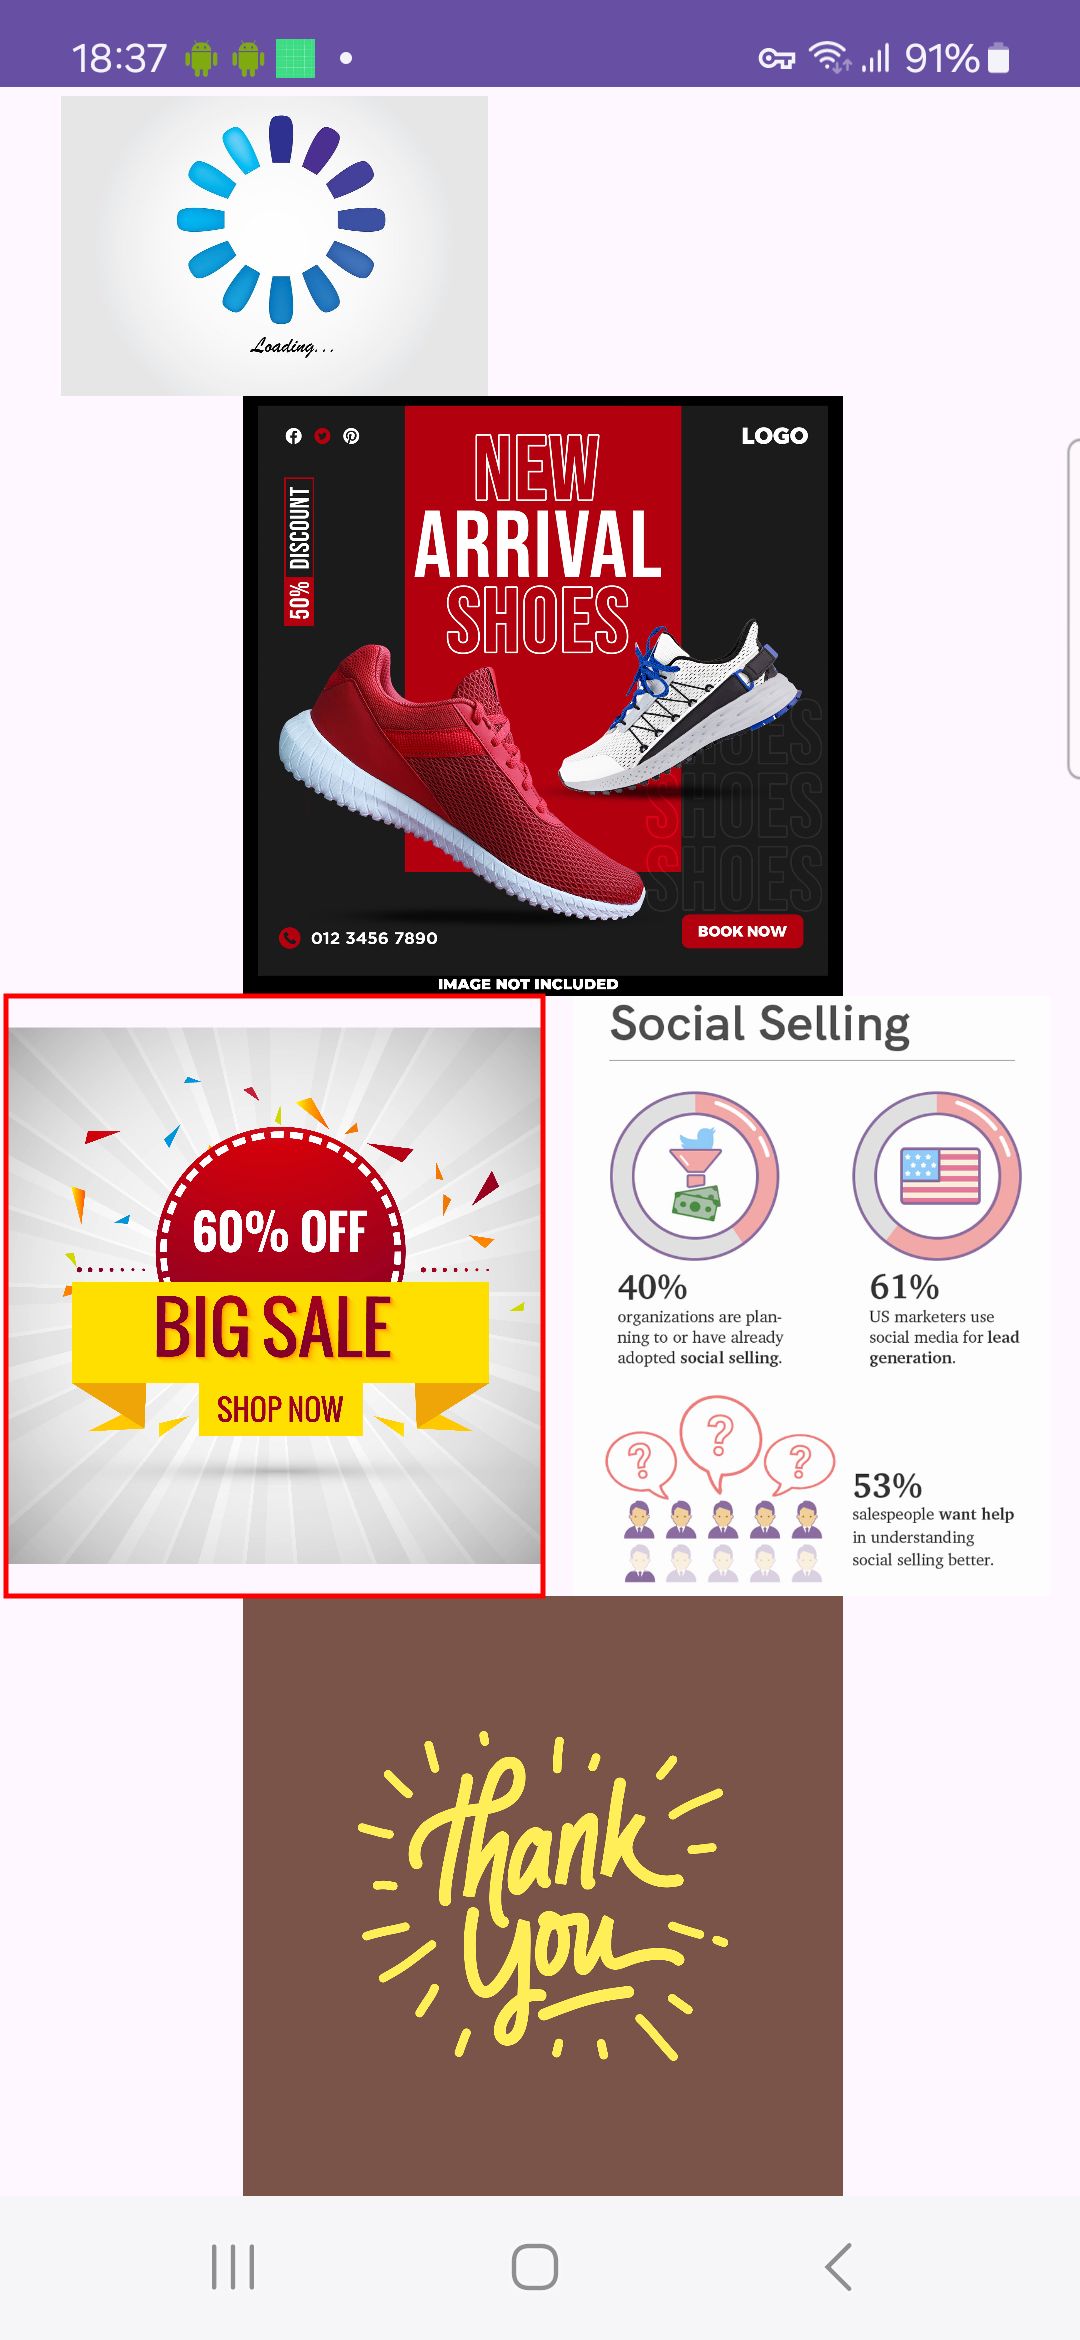 18:37
91%
Loading...
LOGO
NEW
ARRIVAL
SHOES
50% DISCOUNT
SHOES
SHOES
SHOES
012 3456 7890
BOOK NOW
IMAGE NOT INCLUDED
60% OFF
BIG SALE
SHOP NOW
Social Selling
40%
organizations are plan-
ning to or have already
adopted social selling.
61%
US marketers use
social media for lead
generation.
? ? ?
53%
salespeople want help
in understanding
social selling better.
Thank
you